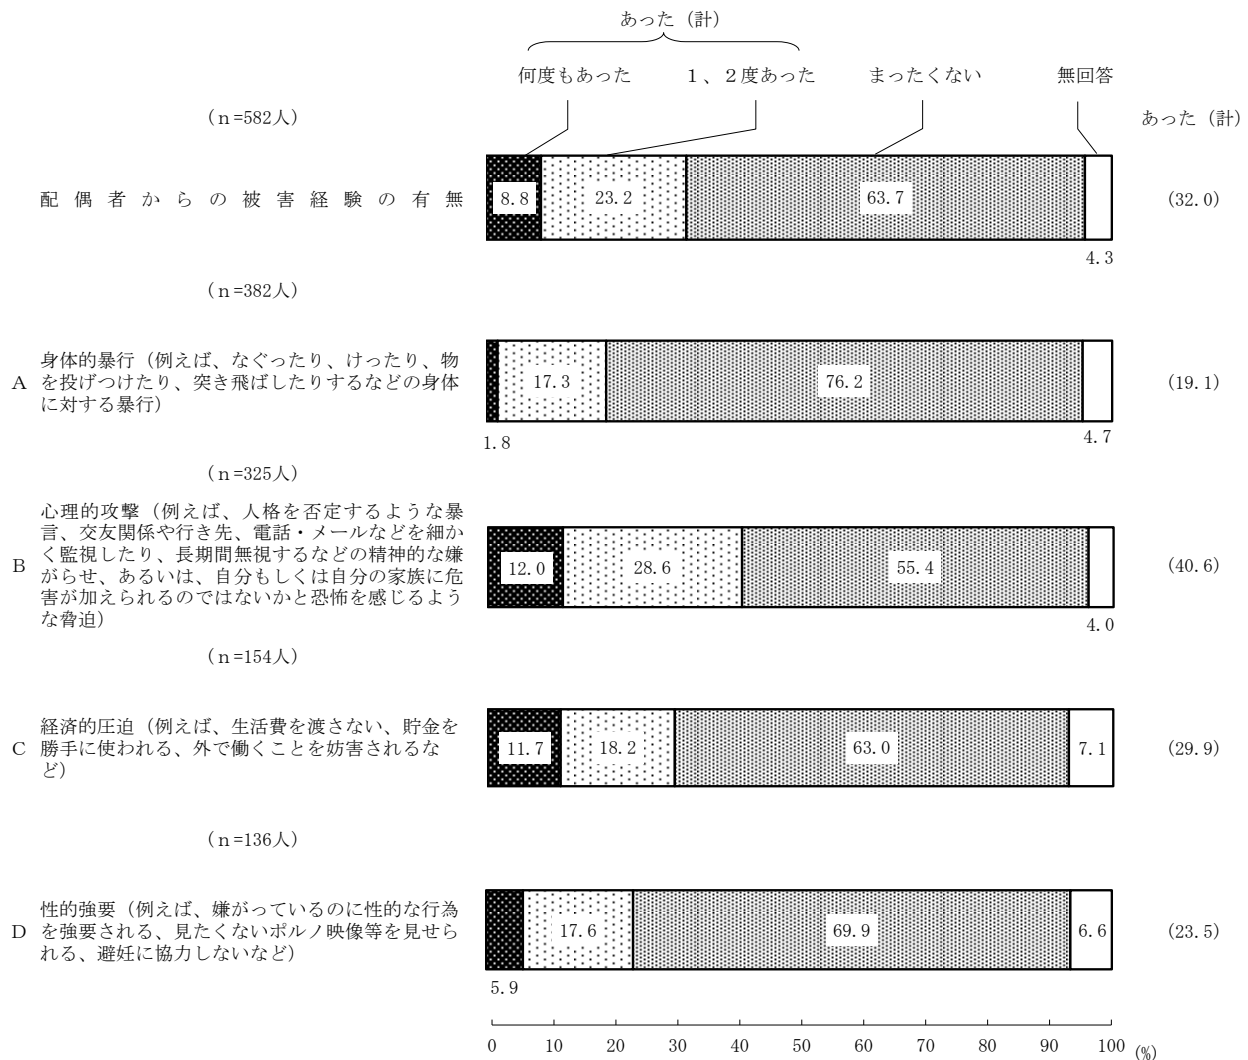 あった（計）
何度もあった　１、２度あった　まったくない　無回答
（ｎ=582人）　あった（計）
配偶者からの被害経験の有無　8.8　23.2　63.7　(32.0)
4.3
（ｎ=382人）
身体的暴行（例えば、なぐったり、けったり、物
A　を投げつけたり、突き飛ばしたりするなどの身体　17.3　76.2　(19.1)
に対する暴行）
1.8　4.7
（ｎ=325人）
心理的攻撃（例えば、人格を否定するような暴
言、交友関係や行き先、電話・メールなどを細か
く監視したり、長期間無視するなどの精神的な嫌
B　がらせ、あるいは、自分もしくは自分の家族に危　12.0　28.6　55.4　(40.6)
害が加えられるのではないかと恐怖を感じるよう
な脅迫）
4.0
（ｎ=154人）
経済的圧迫（例えば、生活費を渡さない、貯金を
C　勝手に使われる、外で働くことを妨害されるな　11.7　18.2　63.0　7.1　(29.9)
ど）
（ｎ=136人）
性的強要（例えば、嫌がっているのに性的な行為
D　を強要される、見たくないポルノ映像等を見せら　17.6　69.9　6.6　(23.5)
れる、避妊に協力しないなど）
5.9
0　10　20　30　40　50　60　70　80　90　100　(%)